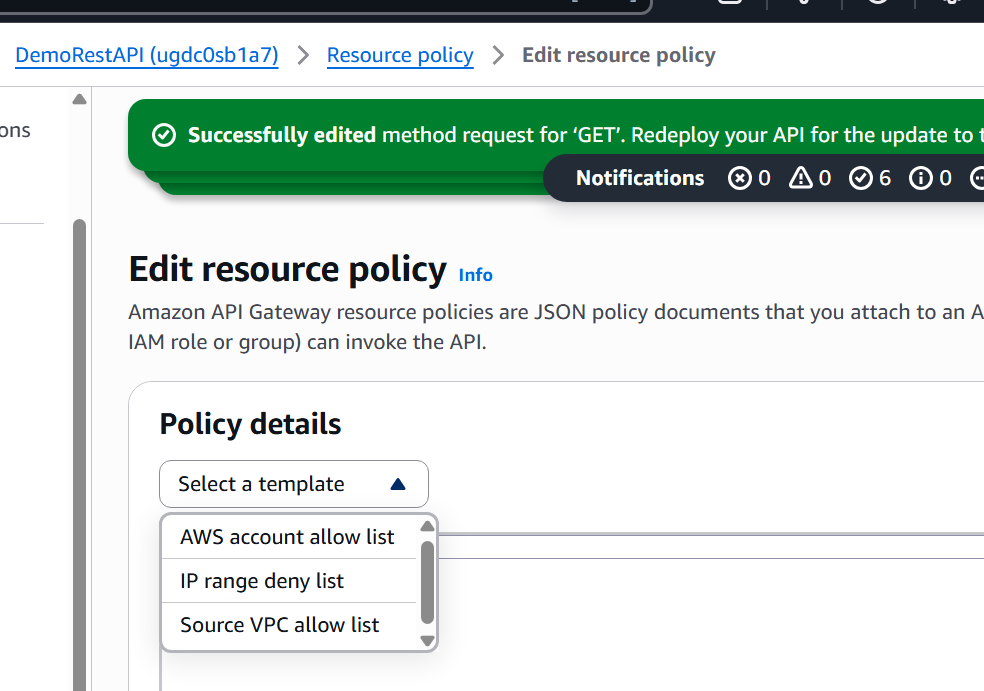 DemoRestAPI (ugdc0sb1a7) > Resource policy > Edit resource policy
ons
Successfully edited method request for ‘GET’. Redeploy your API for the update to
Notifications 0 0 6 0
Edit resource policy Info
Amazon API Gateway resource policies are JSON policy documents that you attach to an A
IAM role or group) can invoke the API.
Policy details
Select a template
AWS account allow list
IP range deny list
Source VPC allow list